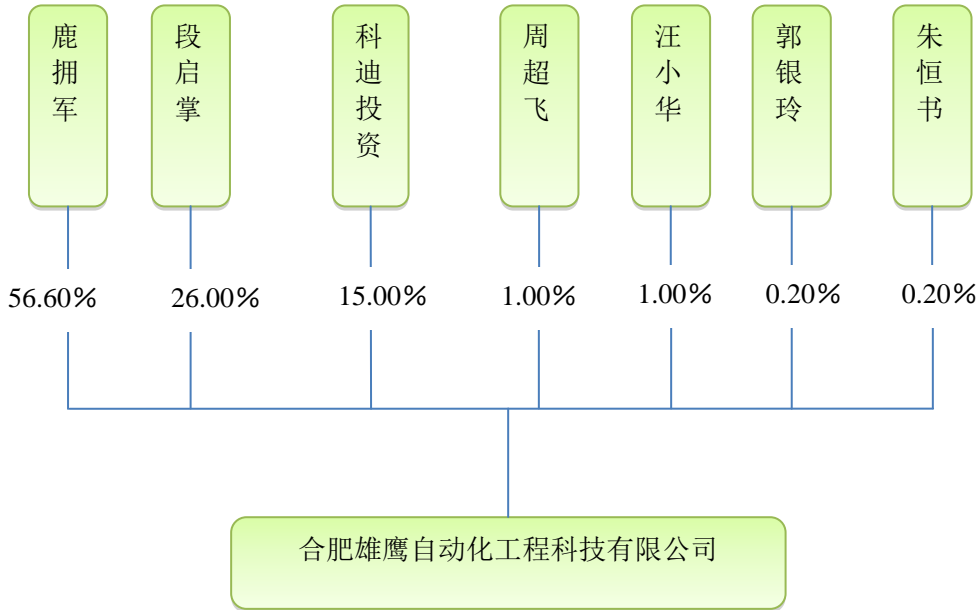 鹿拥军
段启掌
科迪投资
周超飞
汪小华
郭银玲
朱恒书
56.60%
26.00%
15.00%
1.00%
1.00%
0.20%
0.20%
合肥雄鹰自动化工程科技有限公司